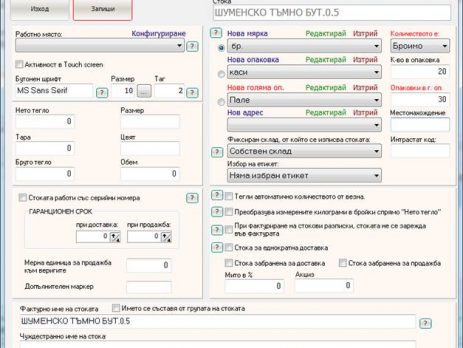 Изход
Запиши
Стока
ШУМЕНСКО ТЪМНО БУТ.0.5
Работно място:
Конфигуриране
?
Активност в Touch screen
Бутонен шрифт
Размер
Таг
MS Sans Serif
?
10
...
2
?
Нето тегло
Размер
0
Тара
Цвят
0
Бруто тегло
Обем
0
0
?
Нова мярка
Редактирай
Изтрий
Количеството е:
бр.
Броимо
Нова опаковка
Редактирай
Изтрий
К-во в опаковка
каси
20
Нова голяма оп.
Редактирай
Изтрий
Опаковки в г. оп.
Пале
30
Нов адрес
Редактирай
Изтрий
Местонахождение
Фиксиран склад, от който се изписва стоката:
Интрастат код:
?
Собствен склад
Избор на етикет:
Няма избран етикет
Стоката работи със серийни номера
?
ГАРАНЦИОНЕН СРОК
при доставка:
при продажба:
0
0
Мерна единица за продажба
към веригите
Допълнителен маркер
?
Тегли автоматично количеството от везна.
?
Преобразува измерените килограми в бройки спрямо "Нето тегло"
?
При фактуриране на стокови разписки, стоката не се зарежда
във фактурата
?
Стока за еднократна доставка
Стока забранена за доставка
Стока забранена за продажба
Мито в %
Акциз
0
0
Фактурно име на стоката
Името се съставя от групата на стоката
ШУМЕНСКО ТЪМНО БУТ.0.5
?
Чуждестранно име на стока: